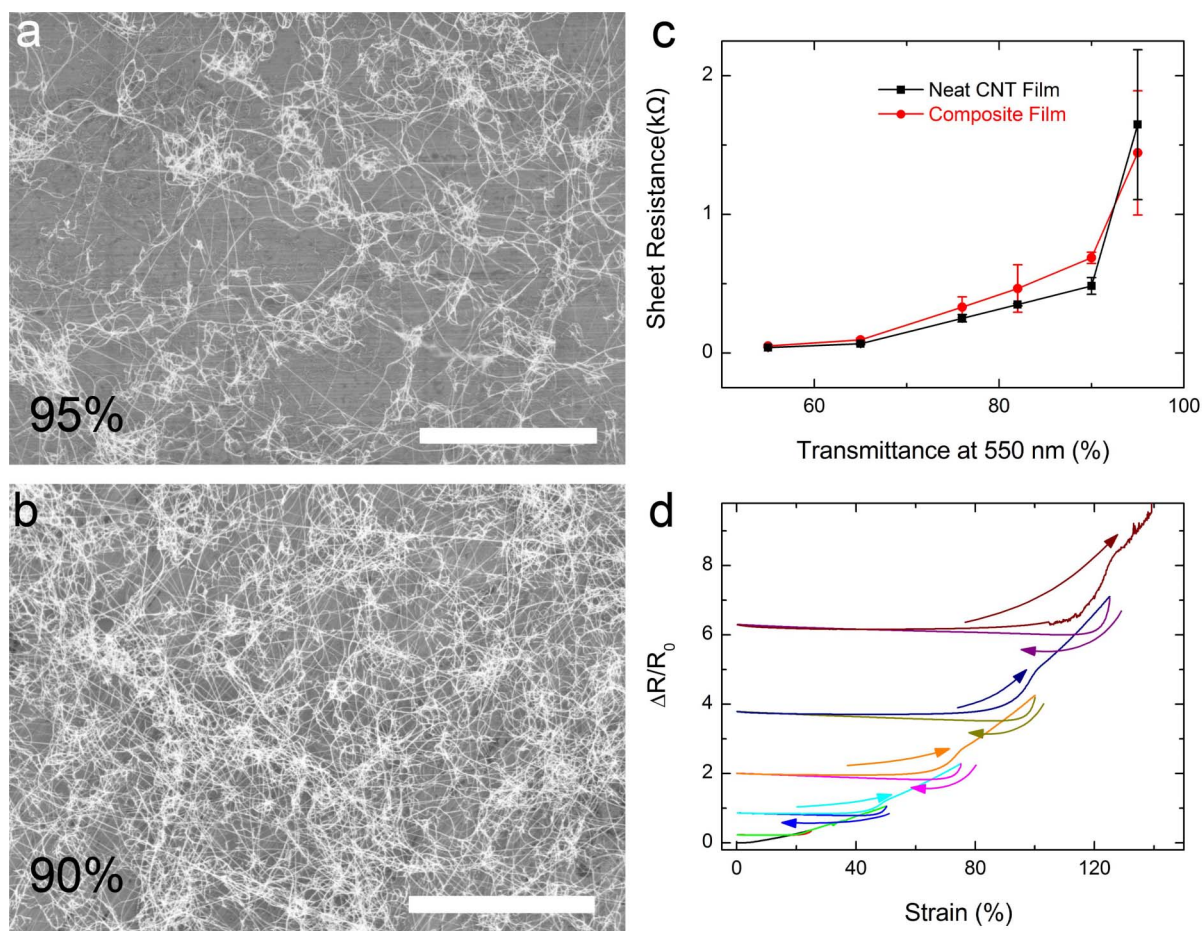 a
95%
b
90%
c
2
1
0
Sheet Resistance(kΩ)
Neat CNT Film
Composite Film
60
80
100
Transmittance at 550 nm (%)
d
8
6
4
2
0
ΔR/R₀
0
40
80
120
Strain (%)